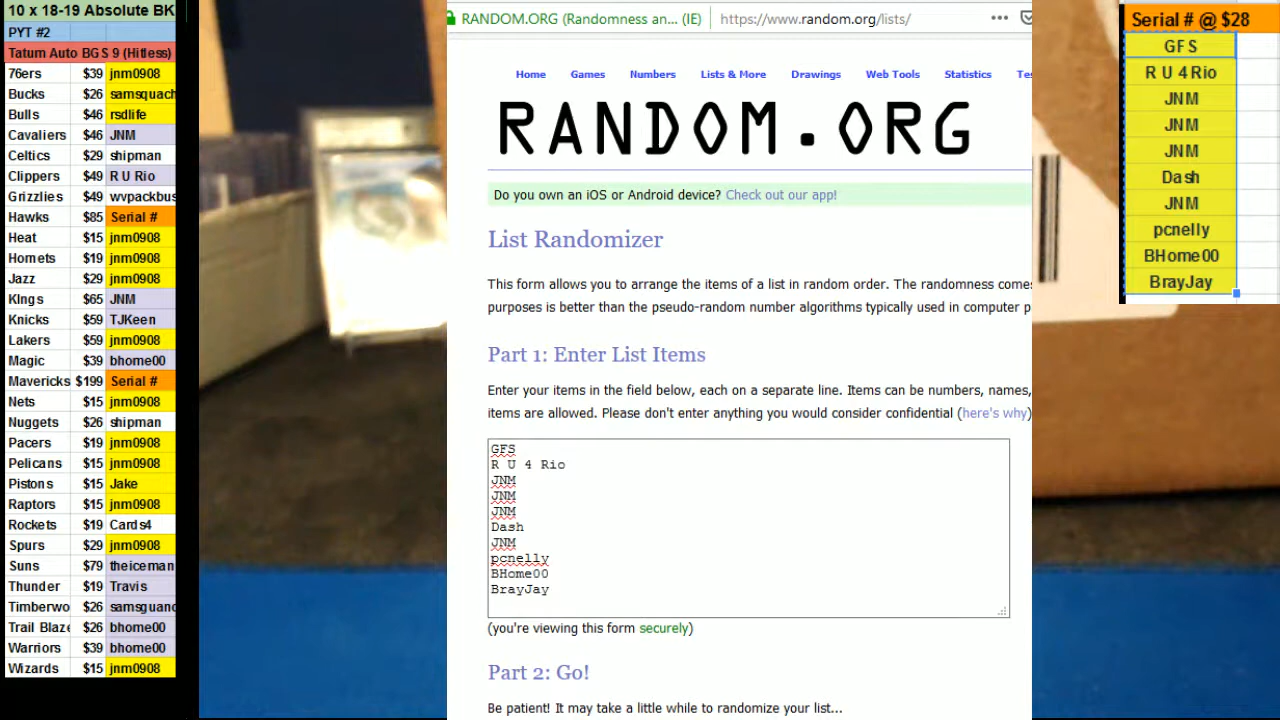 10 x 18-19 Absolute BK
PYT #2
Tatum Auto BGS 9 (Hitless)
76ers $39 jnm0908
Bucks $26 samsquach
Bulls $46 rsdlife
Cavaliers $46 JNM
Celtics $29 shipman
Clippers $49 R U Rio
Grizzlies $49 wvpackbus
Hawks $85 Serial #
Heat $15 jnm0908
Hornets $19 jnm0908
Jazz $29 jnm0908
KIngs $65 JNM
Knicks $59 TJKeen
Lakers $59 jnm0908
Magic $39 bhome00
Mavericks $199 Serial #
Nets $15 jnm0908
Nuggets $26 shipman
Pacers $19 jnm0908
Pelicans $15 jnm0908
Pistons $15 Jake
Raptors $15 jnm0908
Rockets $19 Cards4
Spurs $29 jnm0908
Suns $79 theiceman
Thunder $19 Travis
Timberwo $26 samsguanc
Trail Blaze $26 bhome00
Warriors $39 bhome00
Wizards $15 jnm0908
RANDOM.ORG (Randomness an... (IE) https://www.random.org/lists/ •••
Home Games Numbers Lists & More Drawings Web Tools Statistics Tes
RANDOM.ORG
Do you own an iOS or Android device? Check out our app!
List Randomizer
This form allows you to arrange the items of a list in random order. The randomness come
purposes is better than the pseudo-random number algorithms typically used in computer p
Part 1: Enter List Items
Enter your items in the field below, each on a separate line. Items can be numbers, names,
items are allowed. Please don't enter anything you would consider confidential (here's why)
GFS
R U 4 Rio
JNM
JNM
JNM
Dash
JNM
pcnelly
BHome00
BrayJay
(you're viewing this form securely)
Part 2: Go!
Be patient! It may take a little while to randomize your list...
Serial # @ $28
GFS
R U 4 Rio
JNM
JNM
JNM
Dash
JNM
pcnelly
BHome00
BrayJay